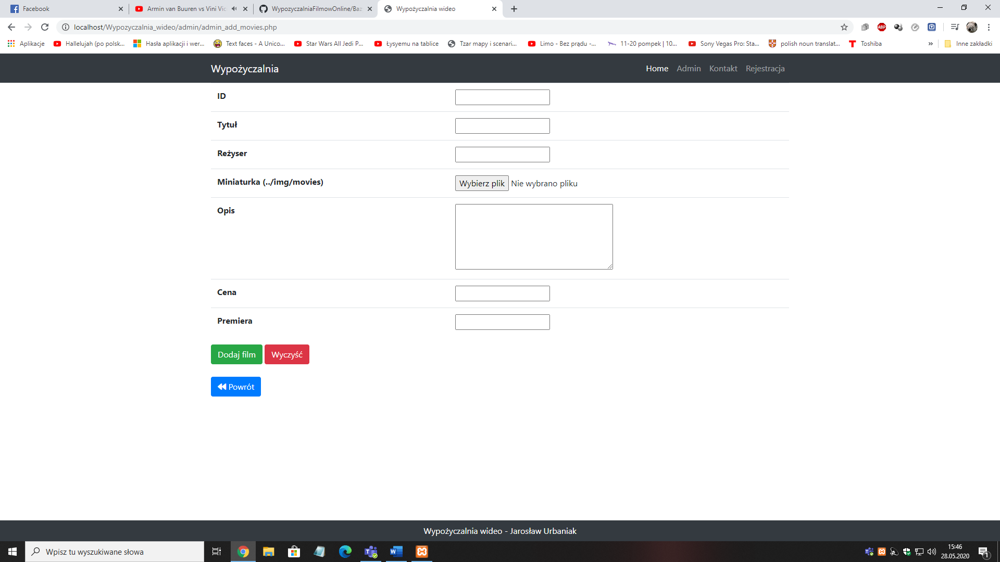 Facebook
Armin van Buuren vs Vini Vic
WypozyczalniaFilmowOnline/Baz
Wypożyczalnia wideo
localhost/Wypozyczalnia_wideo/admin/admin_add_movies.php
ABP
Aplikacje
Hallelujah (po polsk...
Hasła aplikacji i wer...
Text faces - A Unico...
Star Wars All Jedi P...
Łysyemu na tablice
Tzar mapy i scenari...
Limo - Bez prądu -...
11-20 pompek | 10...
Sony Vegas Pro: Sta...
polish noun translat...
Toshiba
»
Inne zakładki
Wypożyczalnia
Home Admin Kontakt Rejestracja
ID
Tytuł
Reżyser
Miniaturka (../img/movies)
Wybierz plik Nie wybrano pliku
Opis
Cena
Premiera
Dodaj film Wyczyść
Powrót
Wypożyczalnia wideo - Jarosław Urbaniak
Wpisz tu wyszukiwane słowa
15:46
28.05.2020
1